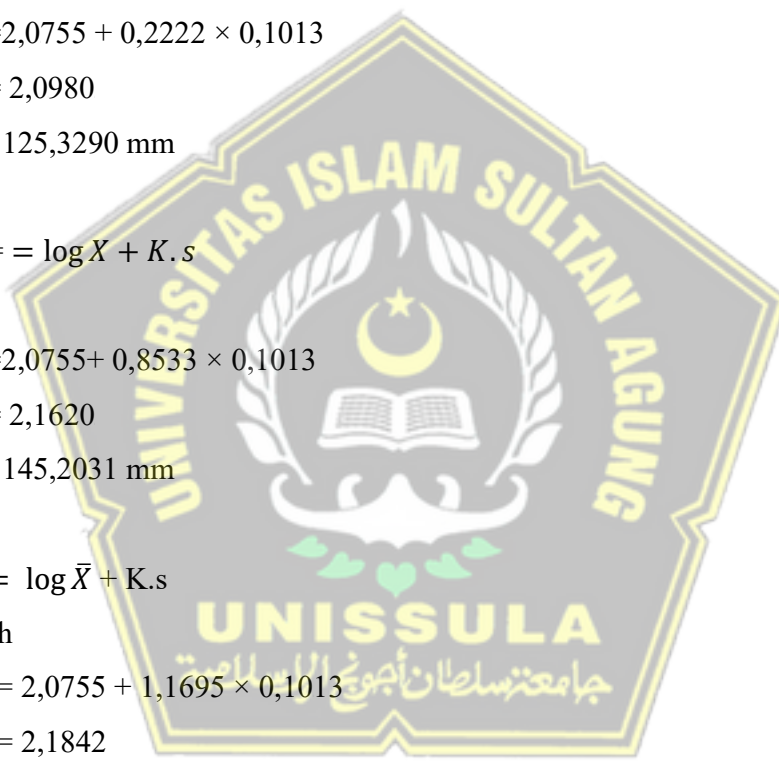 =2,0755 + 0,2222 × 0,1013
= 2,0980
125,3290 mm
= = log X + K.s
=2,0755+ 0,8533 × 0,1013
= 2,1620
145,2031 mm
= log X̄ + K.s
h
= 2,0755 + 1,1695 × 0,1013
= 2,1842
UNIVERSITAS ISLAM SULTAN AGUNG
UNISSULA
جامعة سلطان أجونج الإسلامية